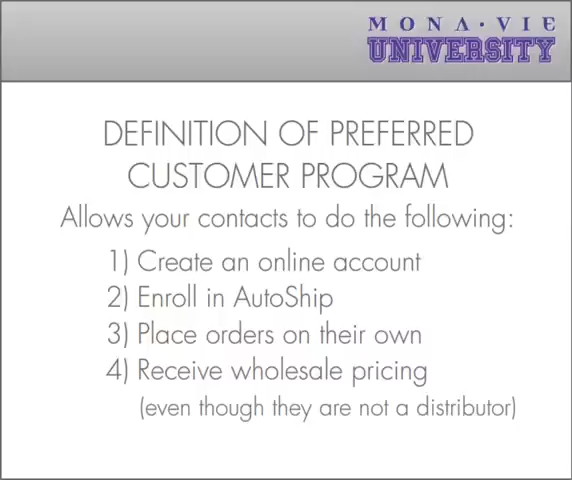 MONA·VIE
UNIVERSITY
DEFINITION OF PREFERRED
CUSTOMER PROGRAM
Allows your contacts to do the following:
1) Create an online account
2) Enroll in AutoShip
3) Place orders on their own
4) Receive wholesale pricing
(even though they are not a distributor)